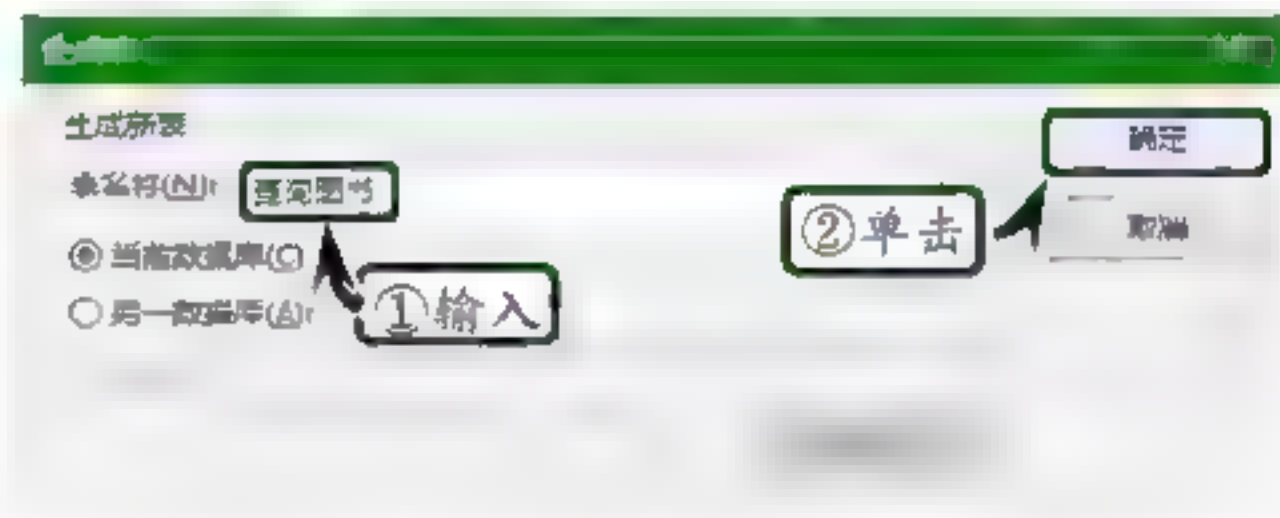 生成新表
表名称(N):
查询图书
确定
②单击
取消
当前数据库(C)
另一数据库(A):
①输入